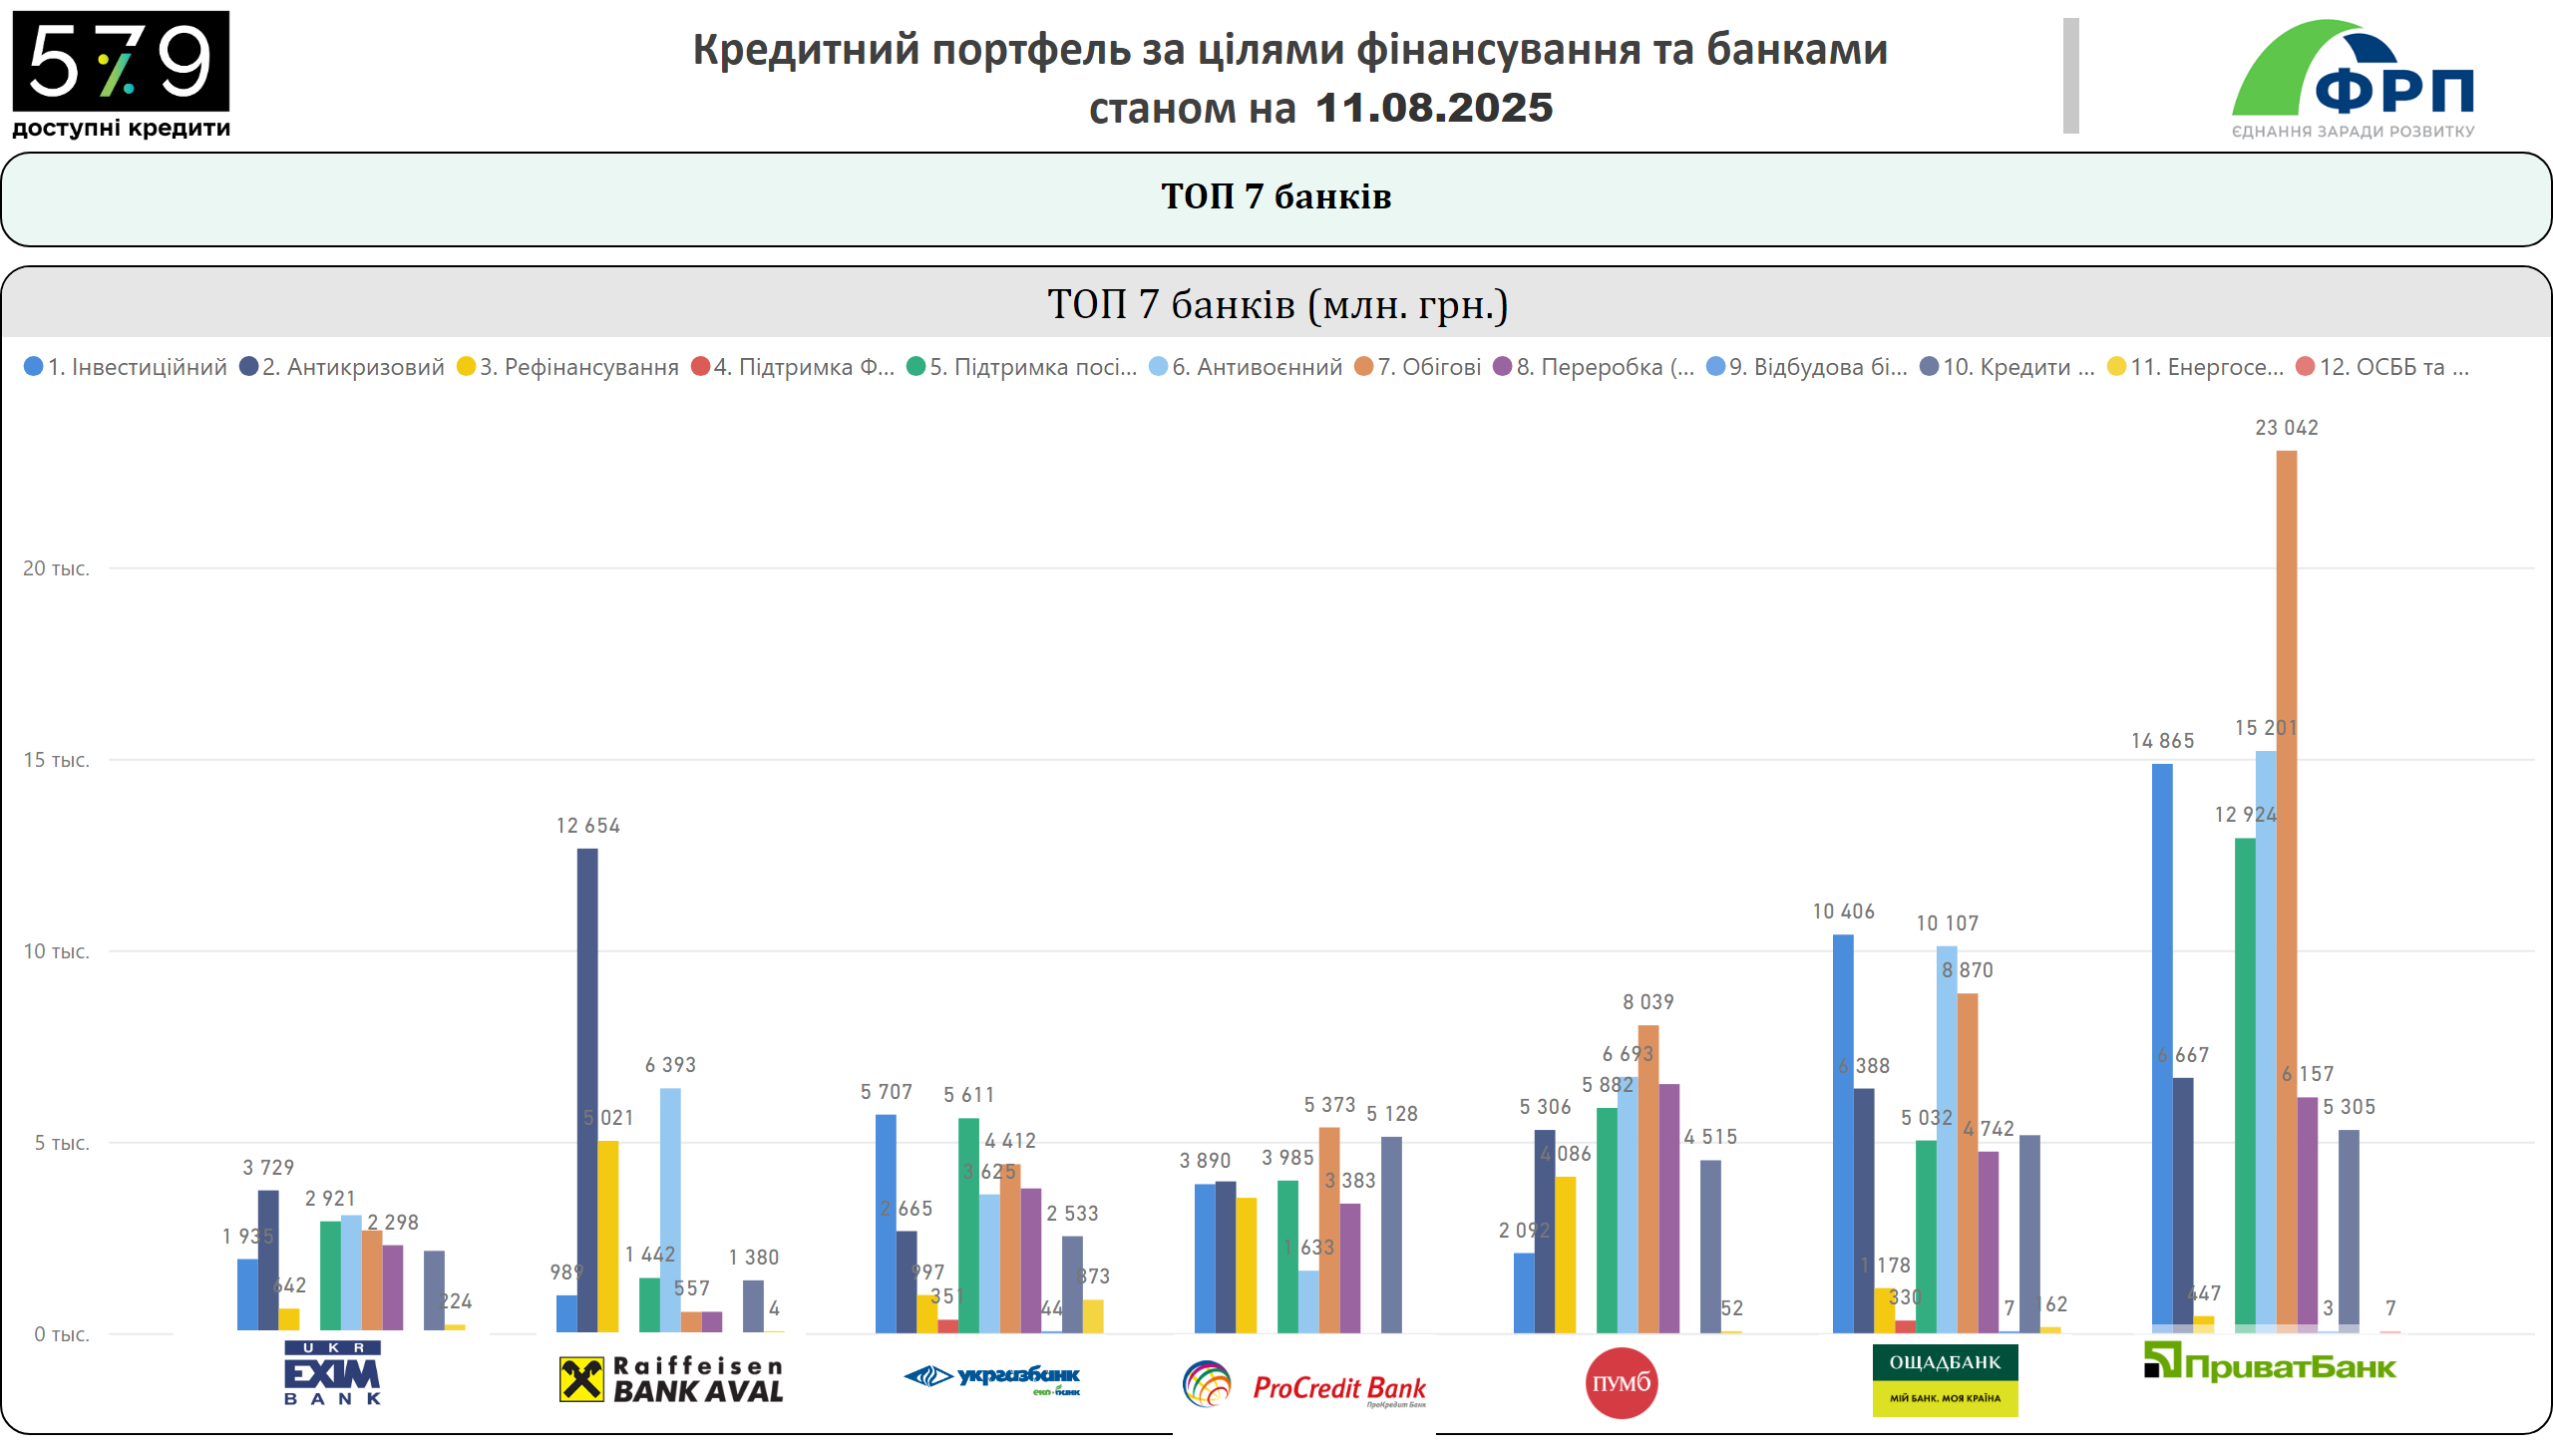 5 7 9
доступні кредити
Кредитний портфель за цілями фінансування та банками
станом на 11.08.2025
ФРП
ЄДНАННЯ ЗАРАДИ РОЗВИТКУ
ТОП 7 банків
ТОП 7 банків (млн. грн.)
1. Інвестиційний 2. Антикризовий 3. Рефінансування 4. Підтримка Ф... 5. Підтримка посі... 6. Антивоєнний 7. Обігові 8. Переробка (... 9. Відбудова бі... 10. Кредити ... 11. Енергосе... 12. ОСББ та ...
20 тыс.
15 тыс.
10 тыс.
5 тыс.
0 тыс.
1 935 3 729 642 2 921 2 298 224
989 12 654 5 021 1 442 6 393 557 1 380 4
5 707 2 665 997 351 5 611 3 625 4 412 44 2 533 873
3 890 3 985 1 633 5 373 3 383 5 128
2 092 5 306 4 086 5 882 6 693 8 039 4 515 52
10 406 6 388 1 178 330 5 032 10 107 8 870 4 742 7 162
14 865 6 667 447 12 924 15 201 23 042 6 157 3 5 305 7
UKR
EXIM
BANK
Raiffeisen
BANK AVAL
укргазбанк
еко-банк
ProCredit Bank
ПроКредит Банк
ПУМБ
ОЩАДБАНК
МІЙ БАНК. МОЯ КРАЇНА
ПриватБанк